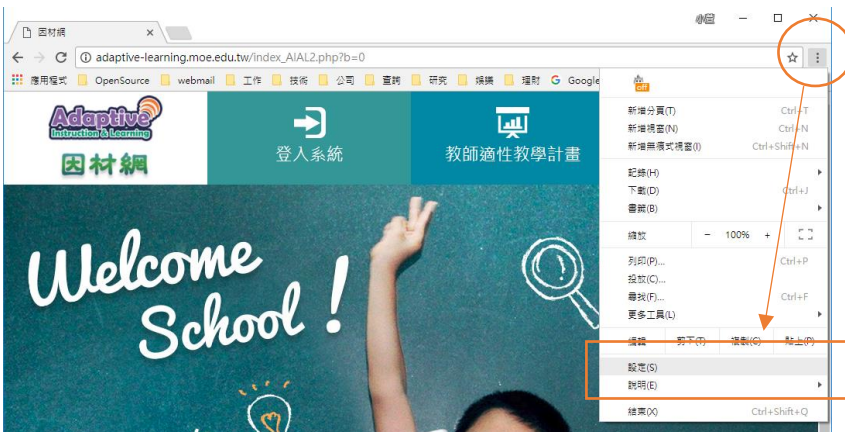 因材網
adaptive-learning.moe.edu.tw/index_AIAL2.php?b=0
應用程式 OpenSource webmail 工作 技術 公司 查詢 研究 娛樂 理財 G Google
off
Adaptive
Instruction & Learning
因材網
登入系統
教師適性教學計畫
Welcome
School!
新增分頁(T) Ctrl+T
新增視窗(N) Ctrl+N
新增無痕式視窗(I) Ctrl+Shift+N
記錄(H)
下載(D) Ctrl+J
書籤(B)
縮放 - 100% +
列印(P)... Ctrl+P
投放(C)...
尋找(F)... Ctrl+F
更多工具(L)
編輯 剪下(T) 複製(C) 貼上(P)
設定(S)
說明(E)
結束(X) Ctrl+Shift+Q